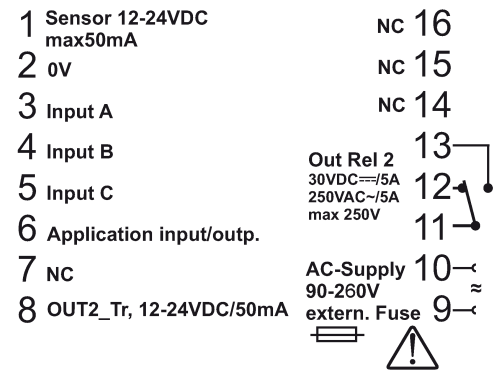 1 Sensor 12-24VDC
max50mA
2 0V
3 Input A
4 Input B
5 Input C
6 Application input/outp.
7 NC
8 OUT2_Tr, 12-24VDC/50mA
NC 16
NC 15
NC 14
13
Out Rel 2
30VDC⎓/5A 12
250VAC~/5A
max 250V 11
AC-Supply 10
90-260V ≈
extern. Fuse 9
!